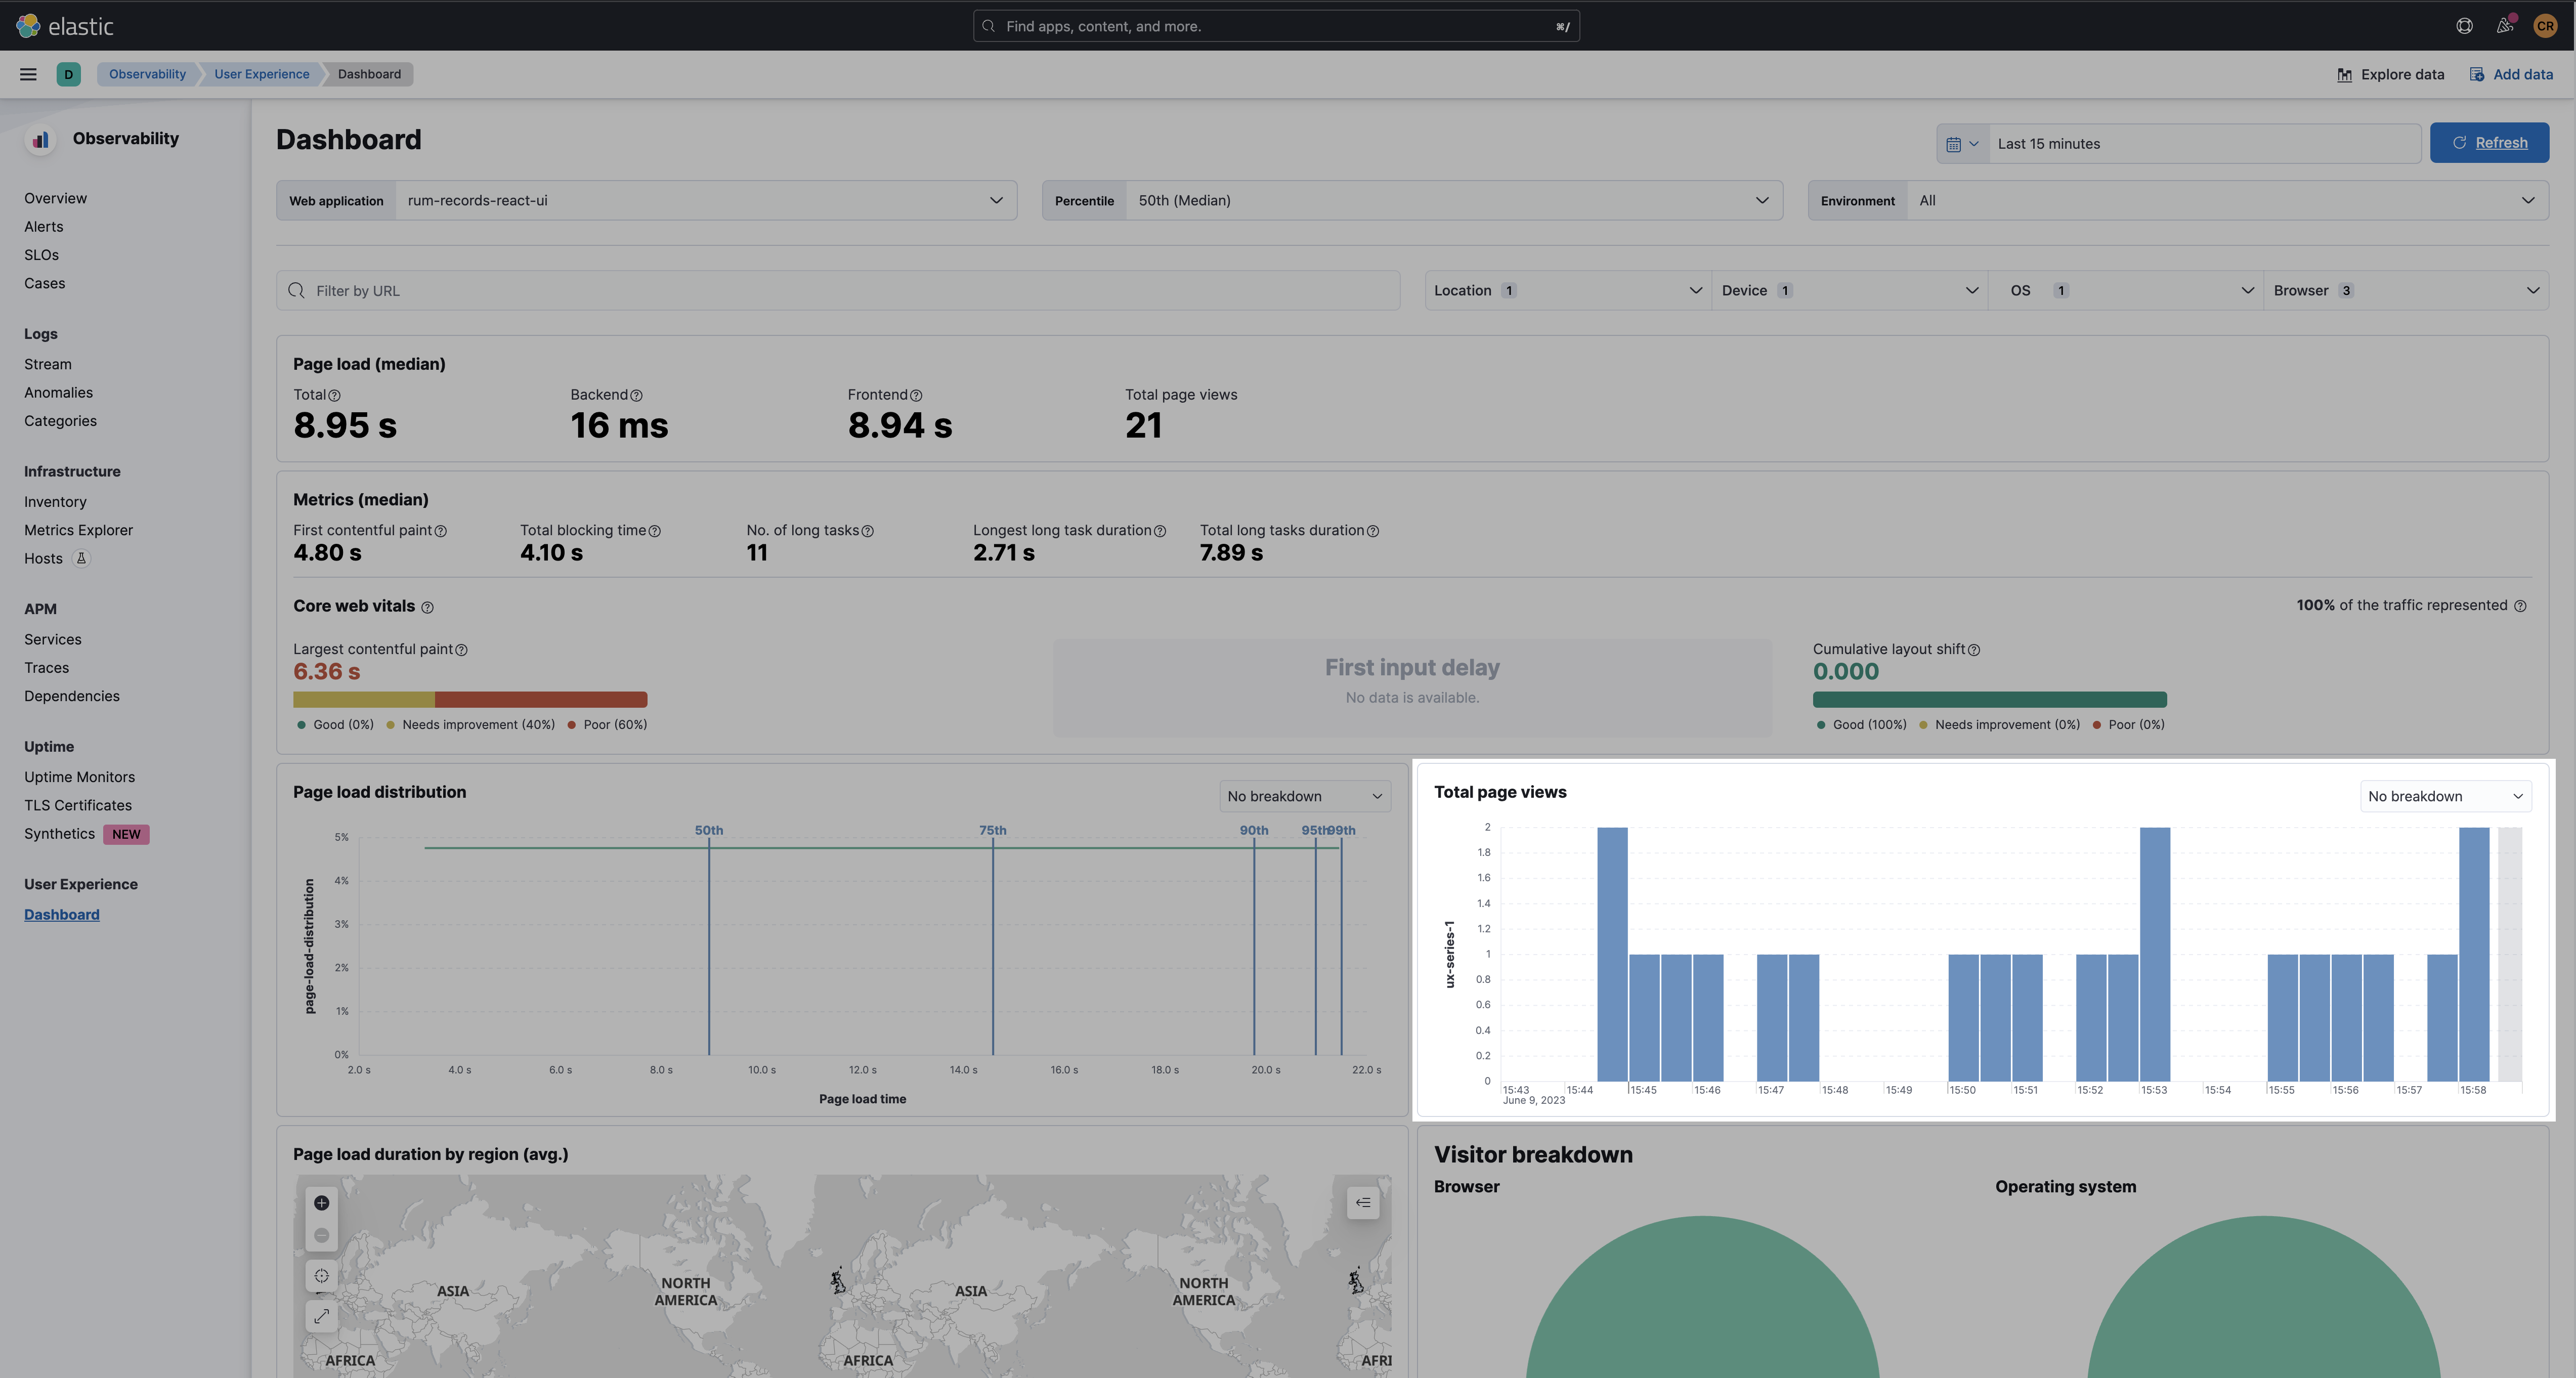 elastic
Find apps, content, and more.
⌘/
CR
D
Observability
User Experience
Dashboard
Explore data
Add data
Observability
Overview
Alerts
SLOs
Cases
Logs
Stream
Anomalies
Categories
Infrastructure
Inventory
Metrics Explorer
Hosts
APM
Services
Traces
Dependencies
Uptime
Uptime Monitors
TLS Certificates
Synthetics NEW
User Experience
Dashboard
Dashboard
Last 15 minutes
Refresh
Web application rum-records-react-ui
Percentile 50th (Median)
Environment All
Filter by URL
Location 1
Device 1
OS 1
Browser 3
Page load (median)
Total
8.95 s
Backend
16 ms
Frontend
8.94 s
Total page views
21
Metrics (median)
First contentful paint
4.80 s
Total blocking time
4.10 s
No. of long tasks
11
Longest long task duration
2.71 s
Total long tasks duration
7.89 s
Core web vitals
100% of the traffic represented
Largest contentful paint
6.36 s
Good (0%) Needs improvement (40%) Poor (60%)
First input delay
No data is available.
Cumulative layout shift
0.000
Good (100%) Needs improvement (0%) Poor (0%)
Page load distribution
No breakdown
50th 75th 90th 95th 99th
5%
4%
3%
2%
1%
0%
page-load-distribution
2.0 s 4.0 s 6.0 s 8.0 s 10.0 s 12.0 s 14.0 s 16.0 s 18.0 s 20.0 s 22.0 s
Page load time
Total page views
No breakdown
2
1.8
1.6
1.4
1.2
1
0.8
0.6
0.4
0.2
0
ux-series-1
15:43 15:44 15:45 15:46 15:47 15:48 15:49 15:50 15:51 15:52 15:53 15:54 15:55 15:56 15:57 15:58
June 9, 2023
Page load duration by region (avg.)
ASIA
NORTH
AMERICA
ASIA
NORTH
AMERICA
AFRICA
AFRICA
AFRI
Visitor breakdown
Browser
Operating system